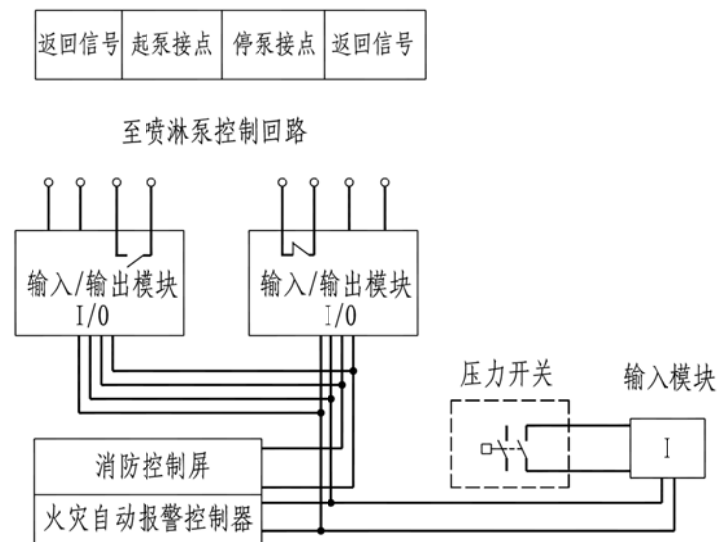 返回信号 起泵接点 停泵接点 返回信号
至喷淋泵控制回路
输入/输出模块 输入/输出模块
I/O I/O
压力开关 输入模块
I
消防控制屏
火灾自动报警控制器